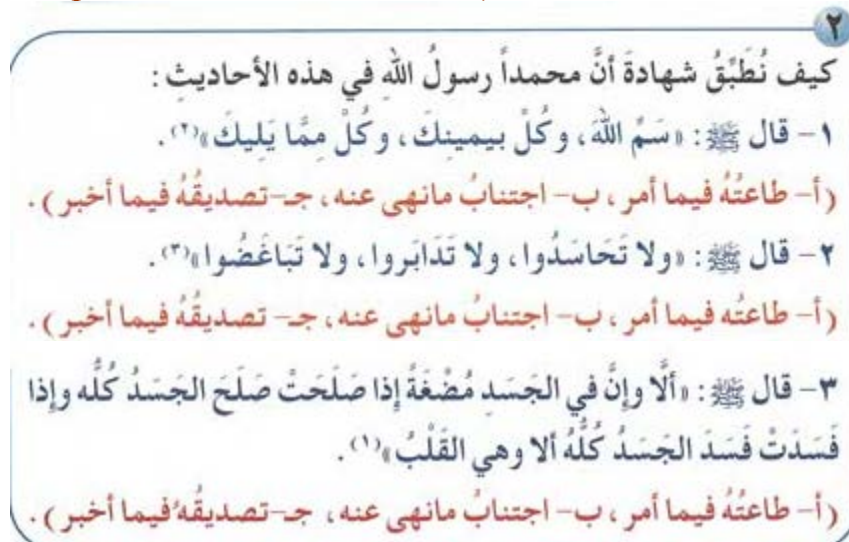 ٢
كيف نُطَبِّقُ شهادةَ أنَّ محمداً رسولُ اللهِ في هذه الأحاديثِ :
١ – قال ﷺ : «سَمِّ اللهَ ، وكُلْ بيمينِكَ ، وكُلْ مِمَّا يَليكَ»(٢) .
(أ– طاعتُهُ فيما أمر ، ب– اجتنابُ مانهى عنه ، جـ–تصديقُهُ فيما أخبر ) .
٢ – قال ﷺ : «ولا تَحَاسَدُوا ، ولا تَدَابَروا ، ولا تَبَاغَضُوا»(٣) .
(أ– طاعتُه فيما أمر ، ب– اجتنابُ مانهى عنه ، جـ– تصديقُهُ فيما أخبر ) .
٣ – قال ﷺ : «ألَّا وإنَّ في الجَسَدِ مُضْغَةً إذا صَلَحَتْ صَلَحَ الجَسَدُ كُلُّه وإذا
فَسَدَتْ فَسَدَ الجَسَدُ كُلُّهُ ألا وهي القَلْبُ»(١) .
(أ– طاعتُهُ فيما أمر ، ب– اجتنابُ مانهى عنه ، جـ–تصديقُهُ فيما أخبر ) .